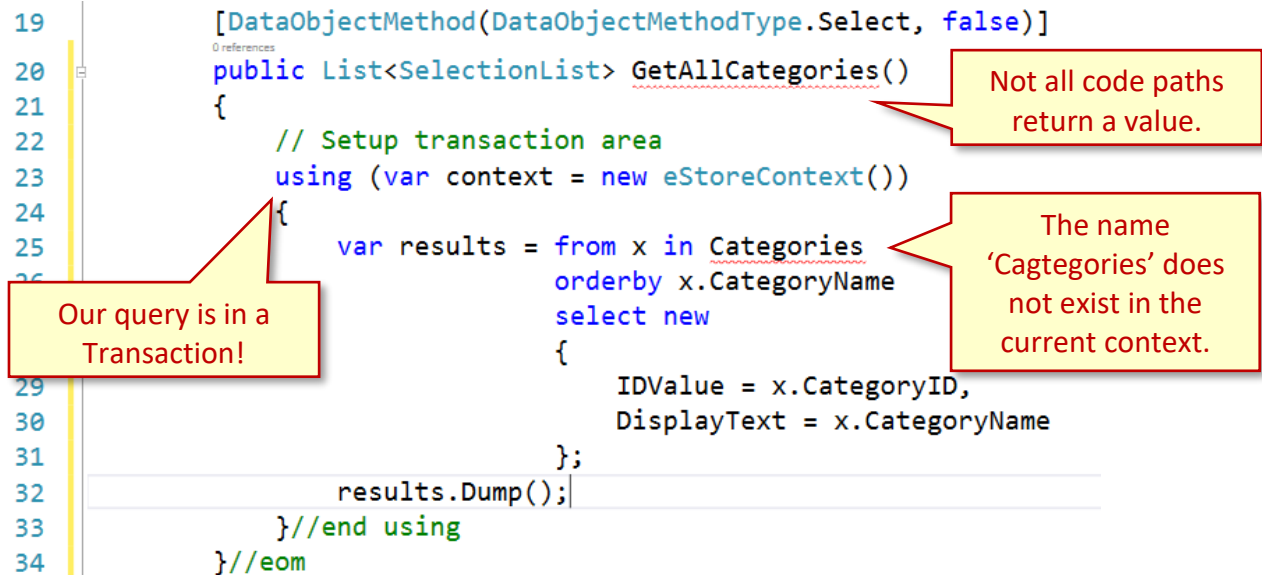 19 [DataObjectMethod(DataObjectMethodType.Select, false)]
0 references
20 public List<SelectionList> GetAllCategories()
21 {
22 // Setup transaction area
23 using (var context = new eStoreContext())
24 {
25 var results = from x in Categories
orderby x.CategoryName
select new
{
29 IDValue = x.CategoryID,
30 DisplayText = x.CategoryName
31 };
32 results.Dump();
33 }//end using
34 }//eom
Not all code paths
return a value.
The name
‘Cagtegories’ does
not exist in the
current context.
Our query is in a
Transaction!